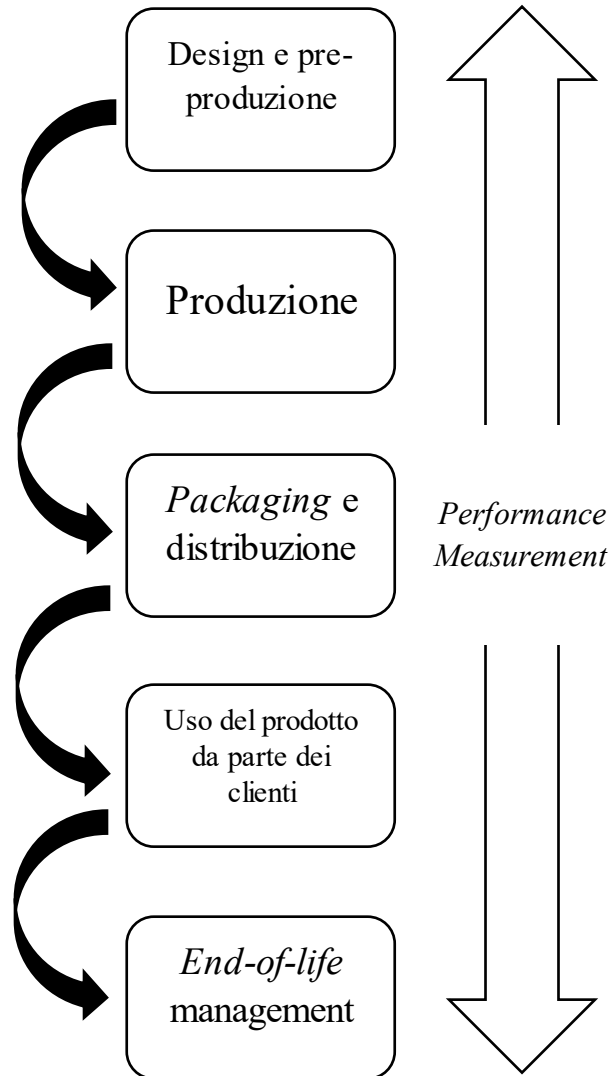 Design e pre-
produzione
Produzione
Packaging e
distribuzione
Performance
Measurement
Uso del prodotto
da parte dei
clienti
End-of-life
management